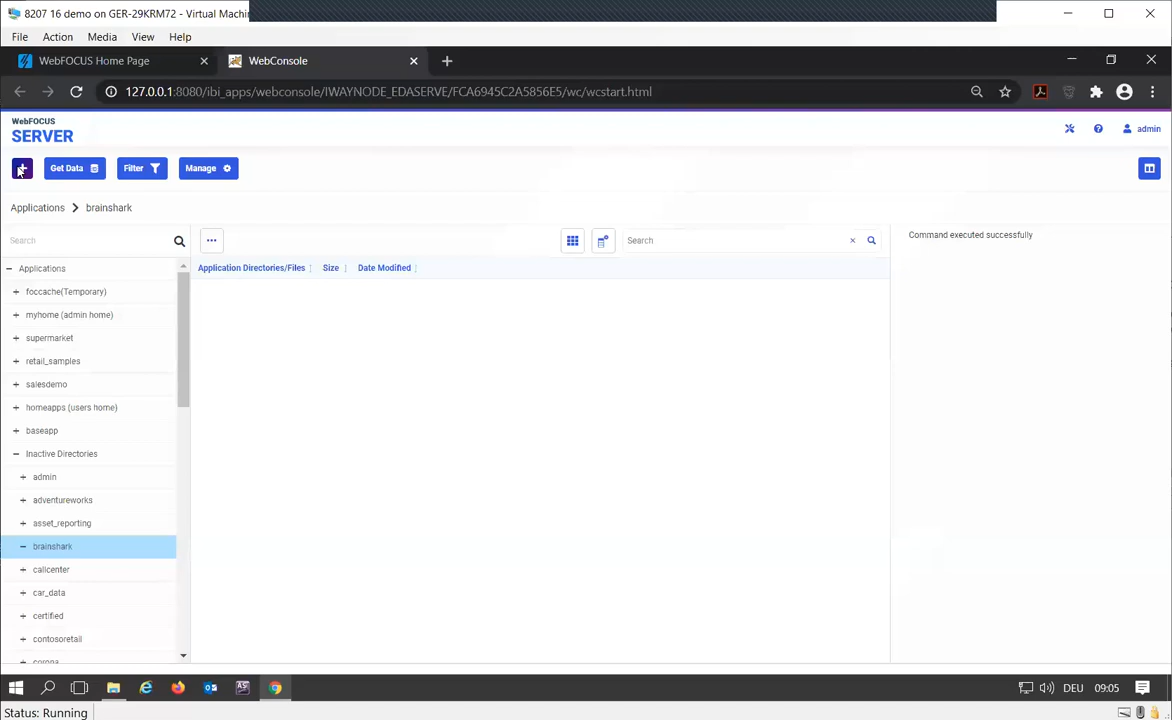 8207 16 demo on GER-29KRM72 - Virtual Machin
File Action Media View Help
WebFOCUS Home Page WebConsole
127.0.0.1:8080/ibi_apps/webconsole/IWAYNODE_EDASERVE/FCA6945C2A5856E5/wc/wcstart.html
WebFOCUS
SERVER
admin
Get Data Filter Manage
Applications > brainshark
Search
... Search
Command executed successfully
Applications
Application Directories/Files Size Date Modified
foccache(Temporary)
myhome (admin home)
supermarket
retail_samples
salesdemo
homeapps (users home)
baseapp
Inactive Directories
admin
adventureworks
asset_reporting
brainshark
callcenter
car_data
certified
contosoretail
corona
DEU 09:05
Status: Running